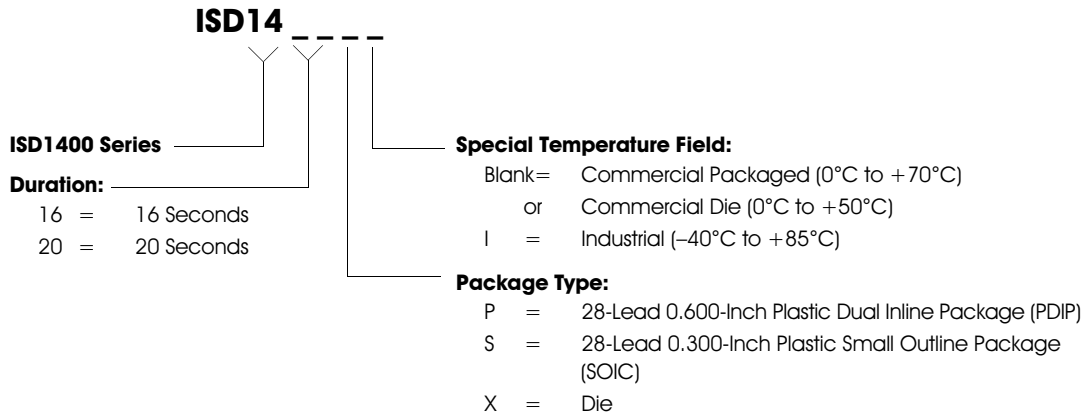 ISD14 _ _ _ _
ISD1400 Series
Duration:
16 = 16 Seconds
20 = 20 Seconds
Special Temperature Field:
Blank= Commercial Packaged (0°C to +70°C)
or Commercial Die (0°C to +50°C)
I = Industrial (–40°C to +85°C)
Package Type:
P = 28-Lead 0.600-Inch Plastic Dual Inline Package (PDIP)
S = 28-Lead 0.300-Inch Plastic Small Outline Package
(SOIC)
X = Die